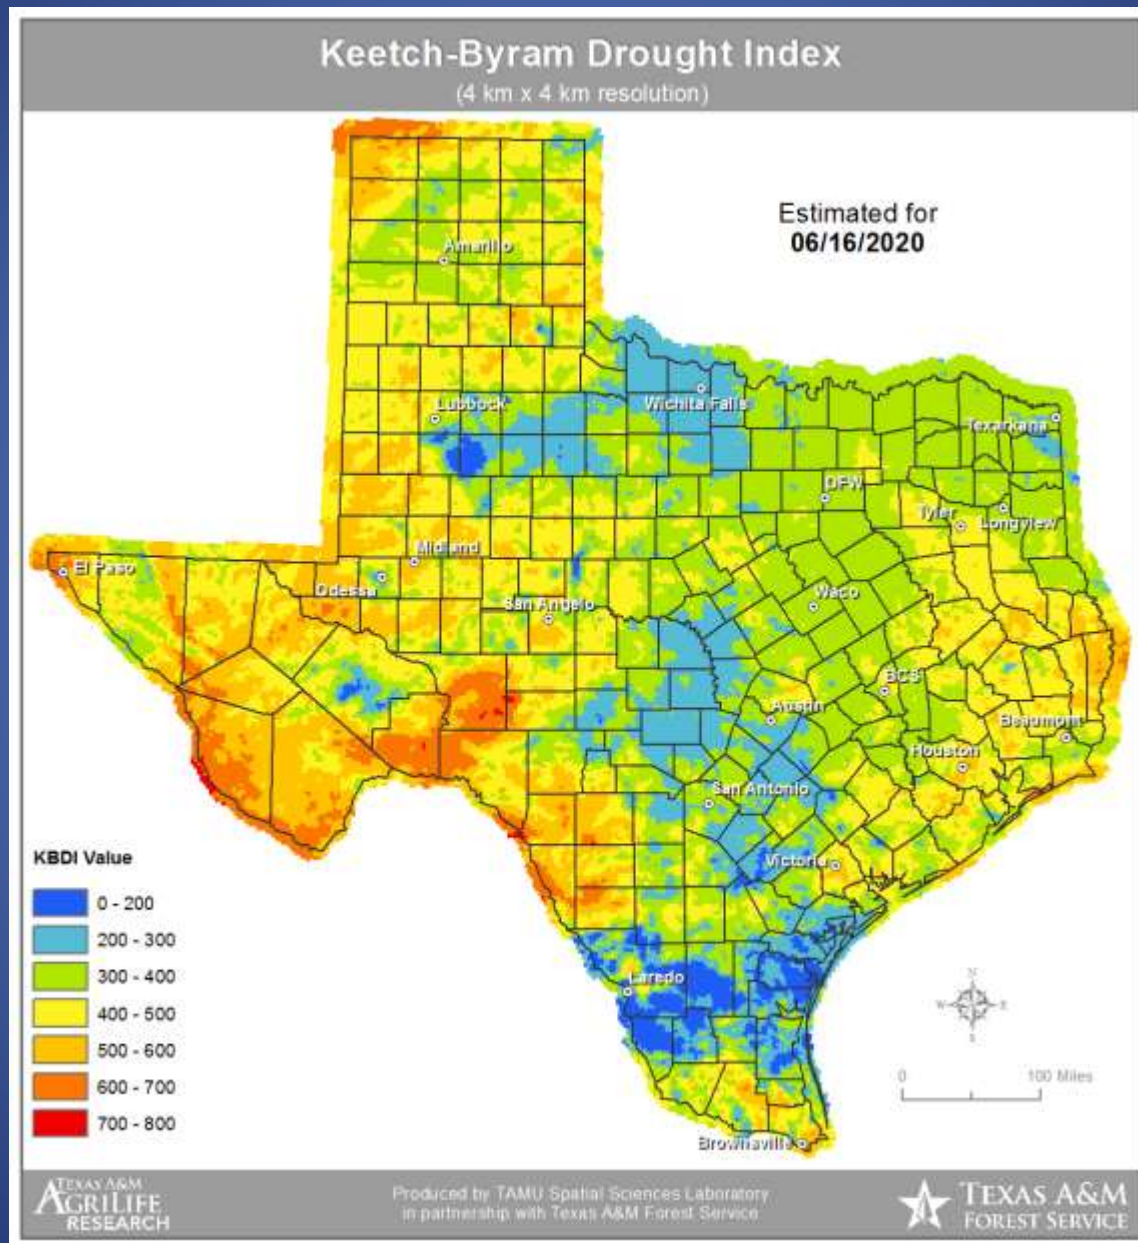 Keetch-Byram Drought Index
(4 km x 4 km resolution)
Estimated for
06/16/2020
Amarillo
Lubbock
Wichita Falls
Texarkana
DFW
Tyler
Longview
El Paso
Midland
Odessa
San Angelo
Waco
BCS
Austin
Beaumont
Houston
San Antonio
Victoria
Laredo
Brownsville
KBDI Value
0 - 200
200 - 300
300 - 400
400 - 500
500 - 600
600 - 700
700 - 800
N
W E
S
0 100 Miles
TEXAS A&M
AGRILIFE
RESEARCH
Produced by TAMU Spatial Sciences Laboratory
in partnership with Texas A&M Forest Service
TEXAS A&M
FOREST SERVICE